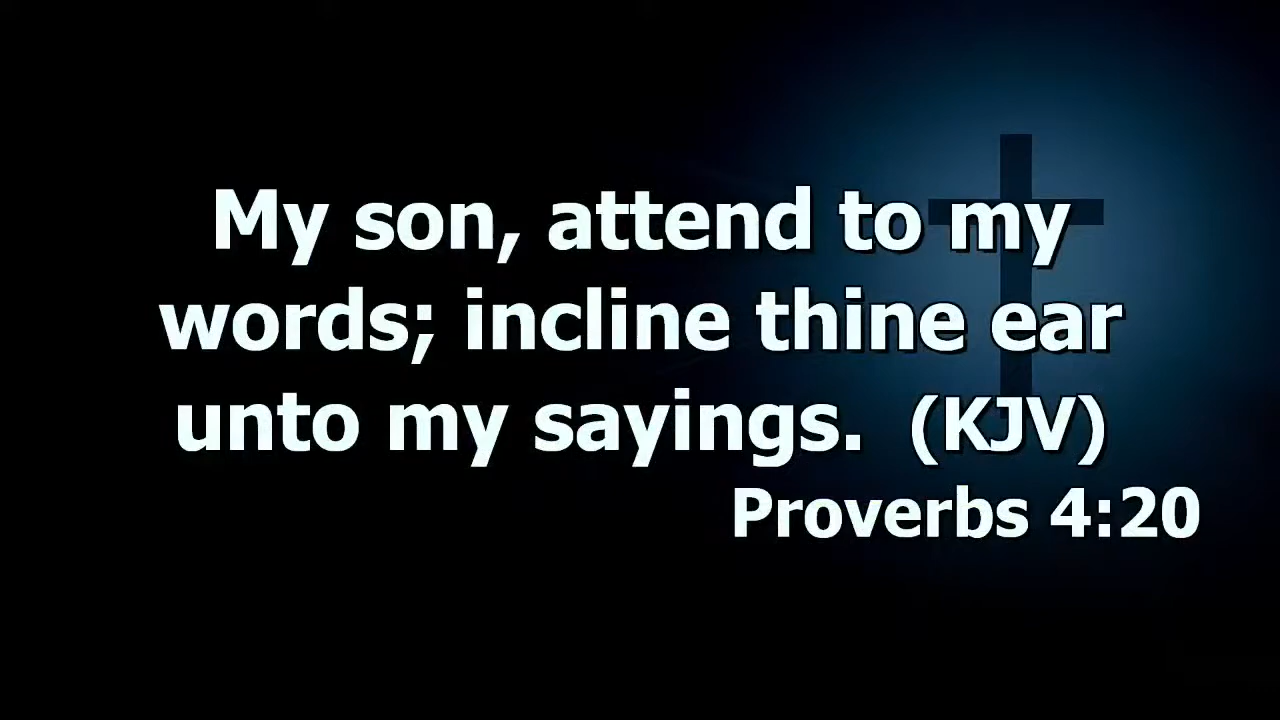 My son, attend to my
words; incline thine ear
unto my sayings.  (KJV)
Proverbs 4:20